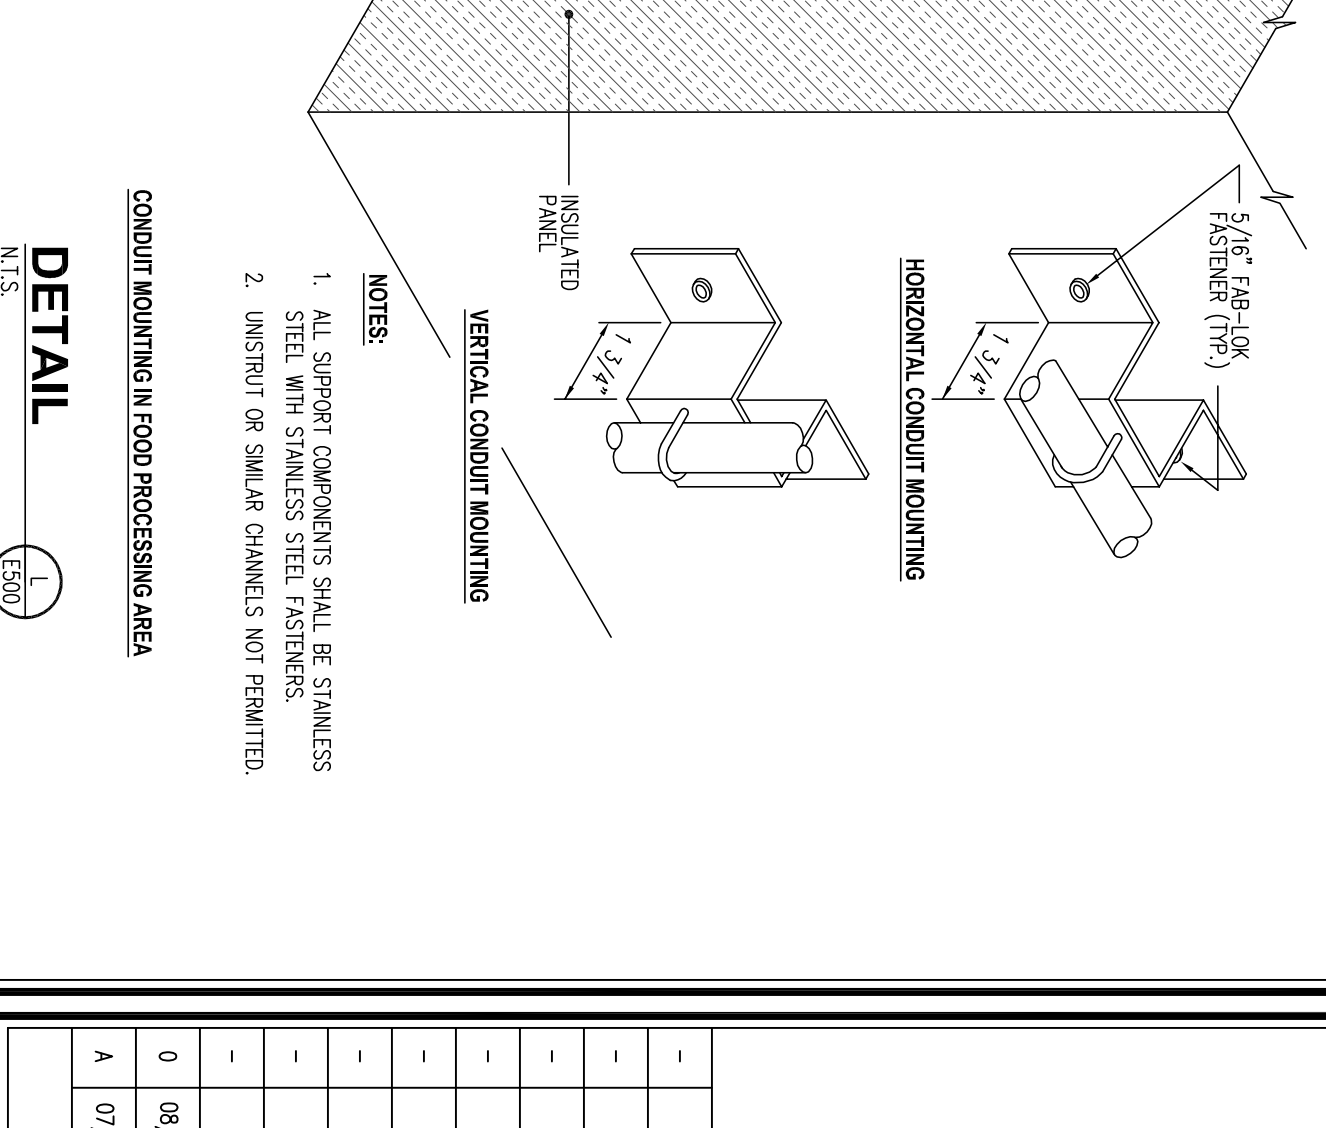 5/16" FAB-LOK
FASTENER (TYP.)
1 3/4"
HORIZONTAL CONDUIT MOUNTING
1 3/4"
INSULATED
PANEL
VERTICAL CONDUIT MOUNTING
NOTES:
1. ALL SUPPORT COMPONENTS SHALL BE STAINLESS
STEEL WITH STAINLESS STEEL FASTENERS.
2. UNISTRUT OR SIMILAR CHANNELS NOT PERMITTED.
CONDUIT MOUNTING IN FOOD PROCESSING AREA
DETAIL
N.T.S.
L
E500
-
-
-
-
-
-
-
-
0 08
A 07